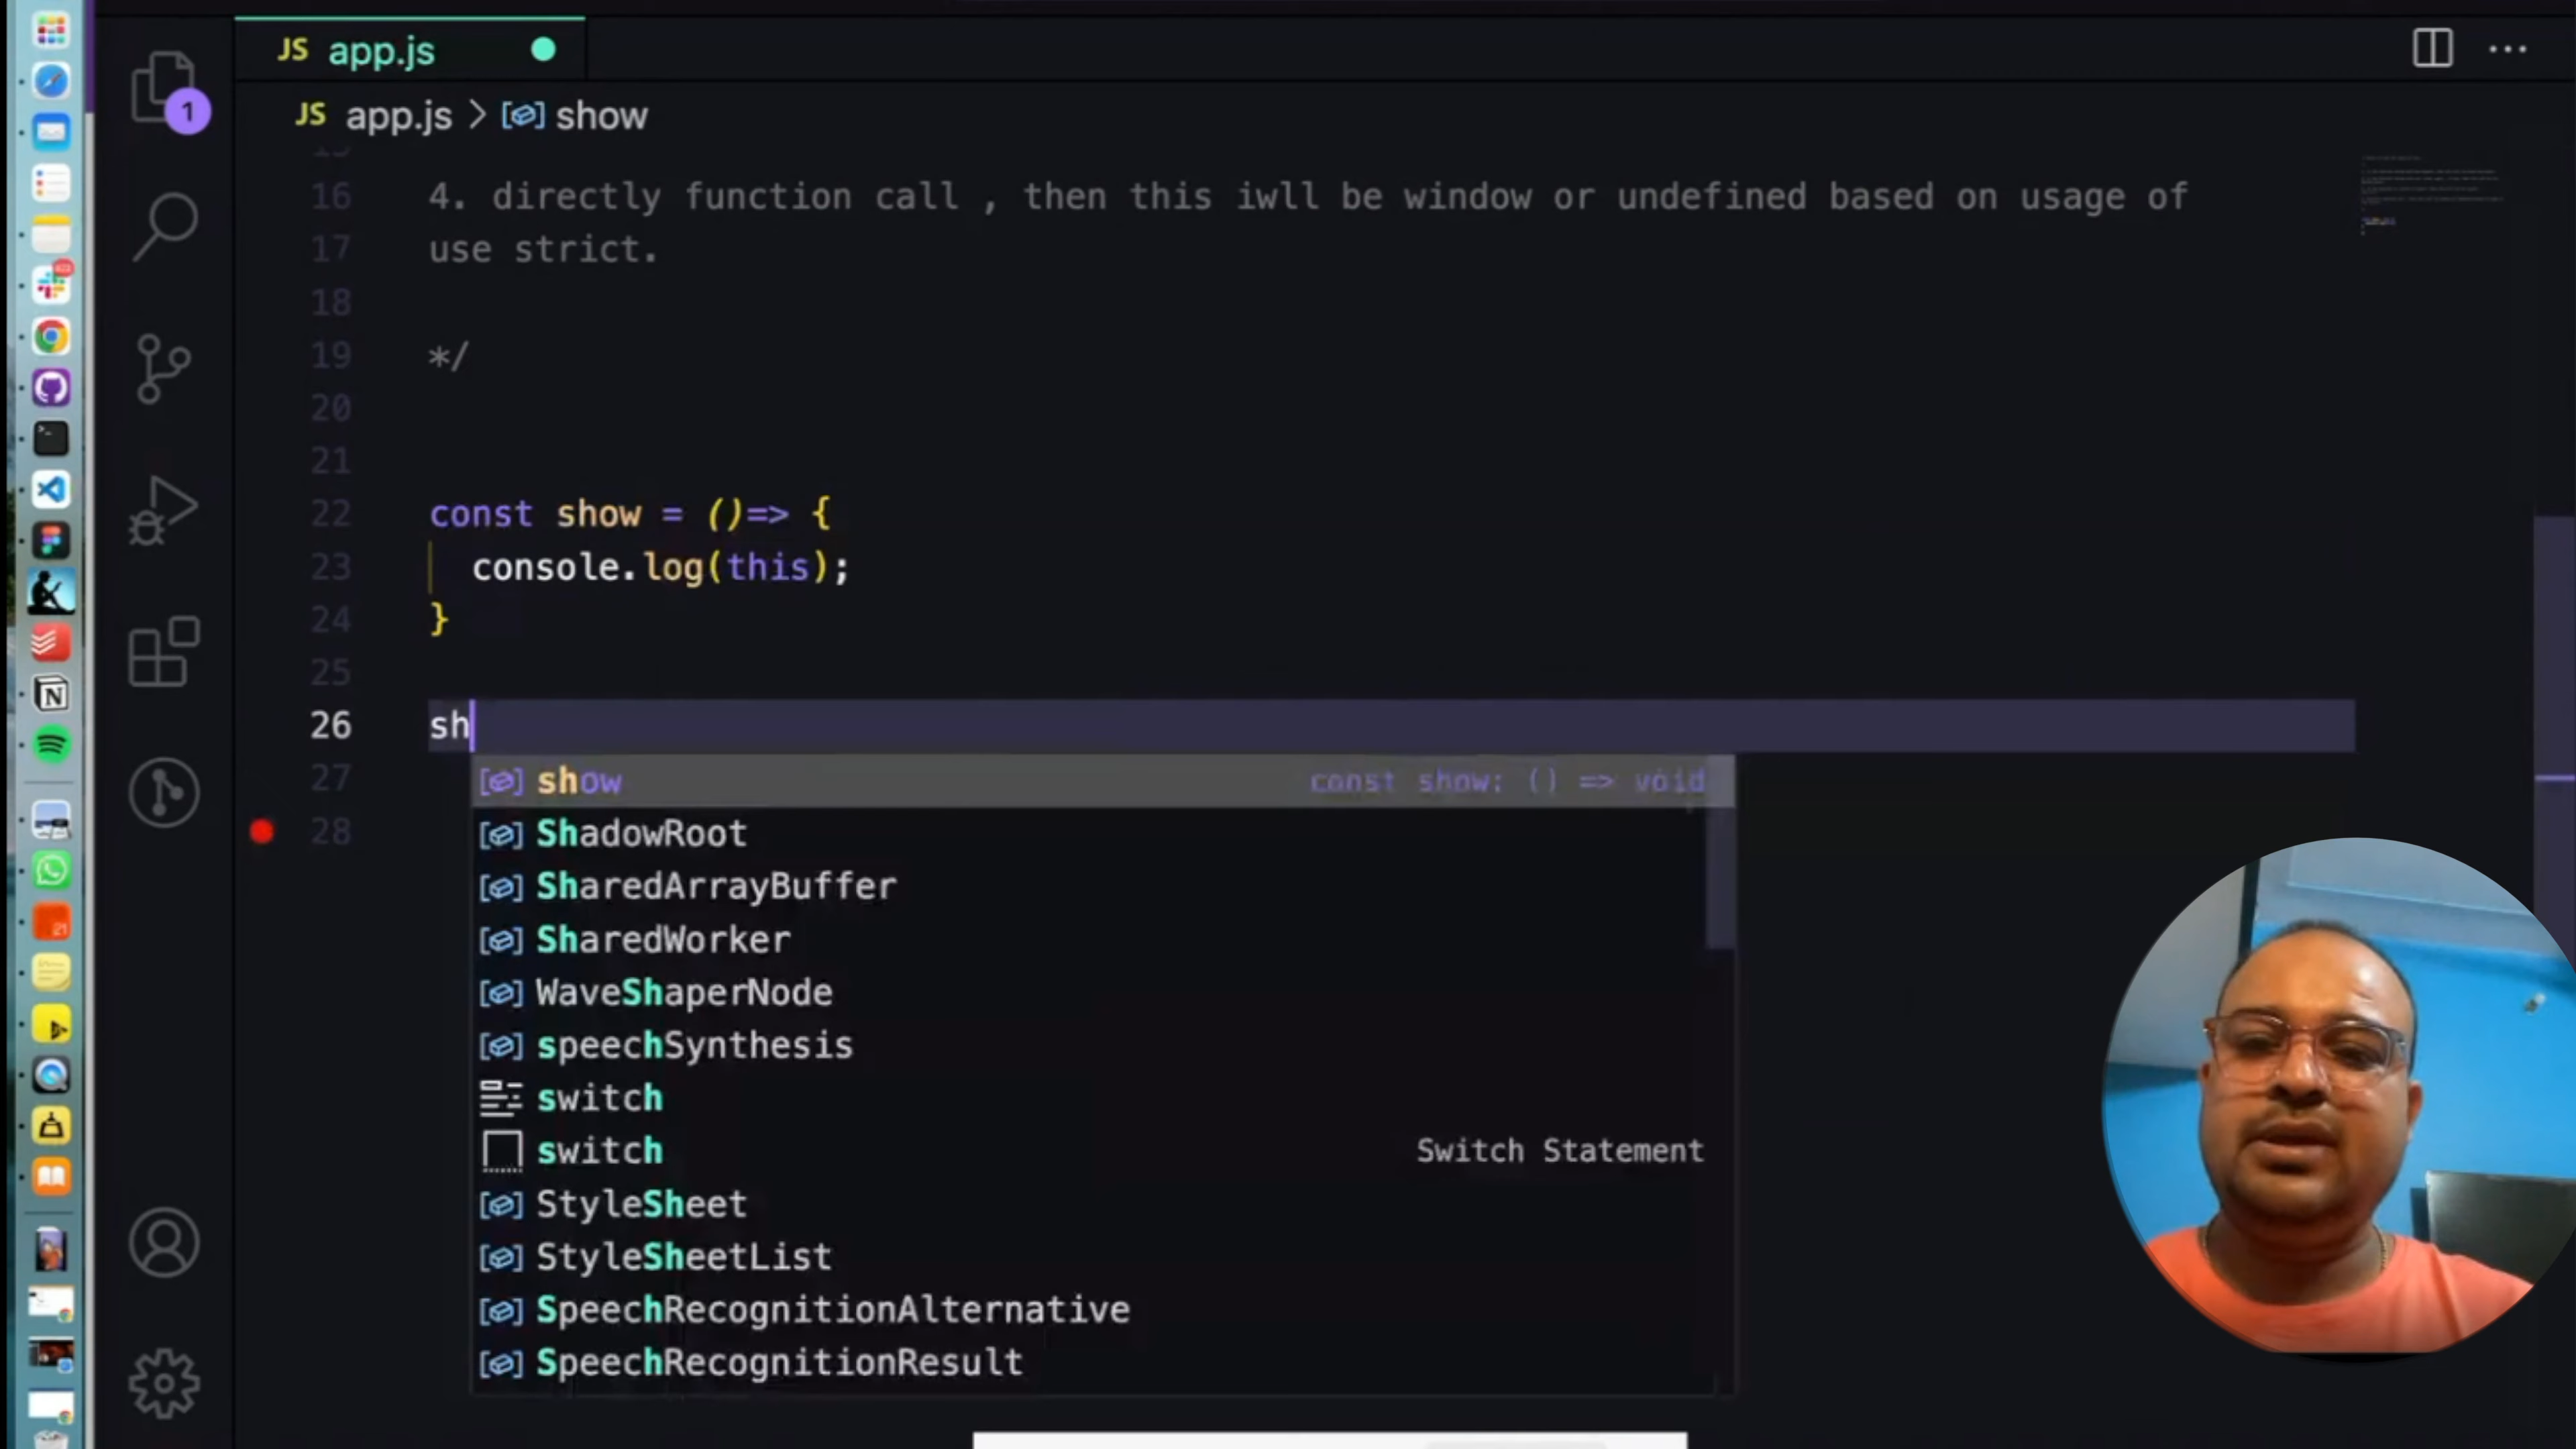 JS app.js
1
JS app.js > show
16 4. directly function call , then this iwll be window or undefined based on usage of
17 use strict.
18
19 */
20
21
22 const show = ()=> {
23 console.log(this);
24 }
25
26 sh
27 show const show: () => void
28 ShadowRoot
SharedArrayBuffer
SharedWorker
WaveShaperNode
speechSynthesis
switch
switch Switch Statement
StyleSheet
StyleSheetList
SpeechRecognitionAlternative
SpeechRecognitionResult